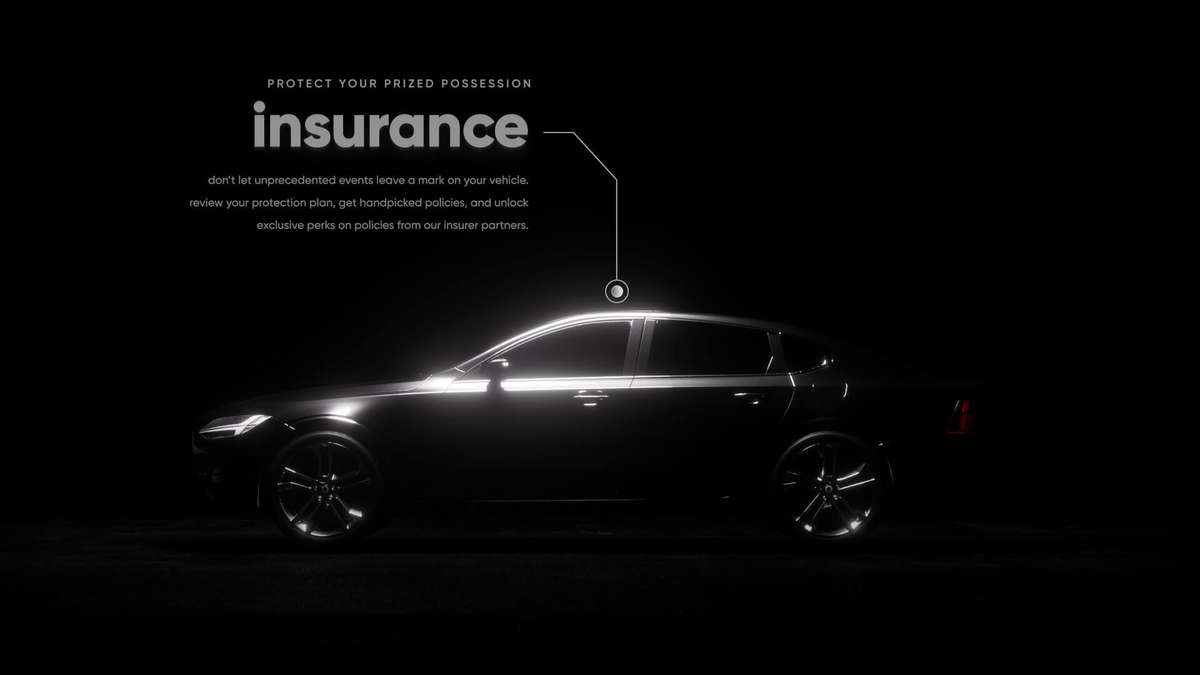 PROTECT YOUR PRIZED POSSESSION
insurance
don't let unprecedented events leave a mark on your vehicle.
review your protection plan, get handpicked policies, and unlock
exclusive perks on policies from our insurer partners.